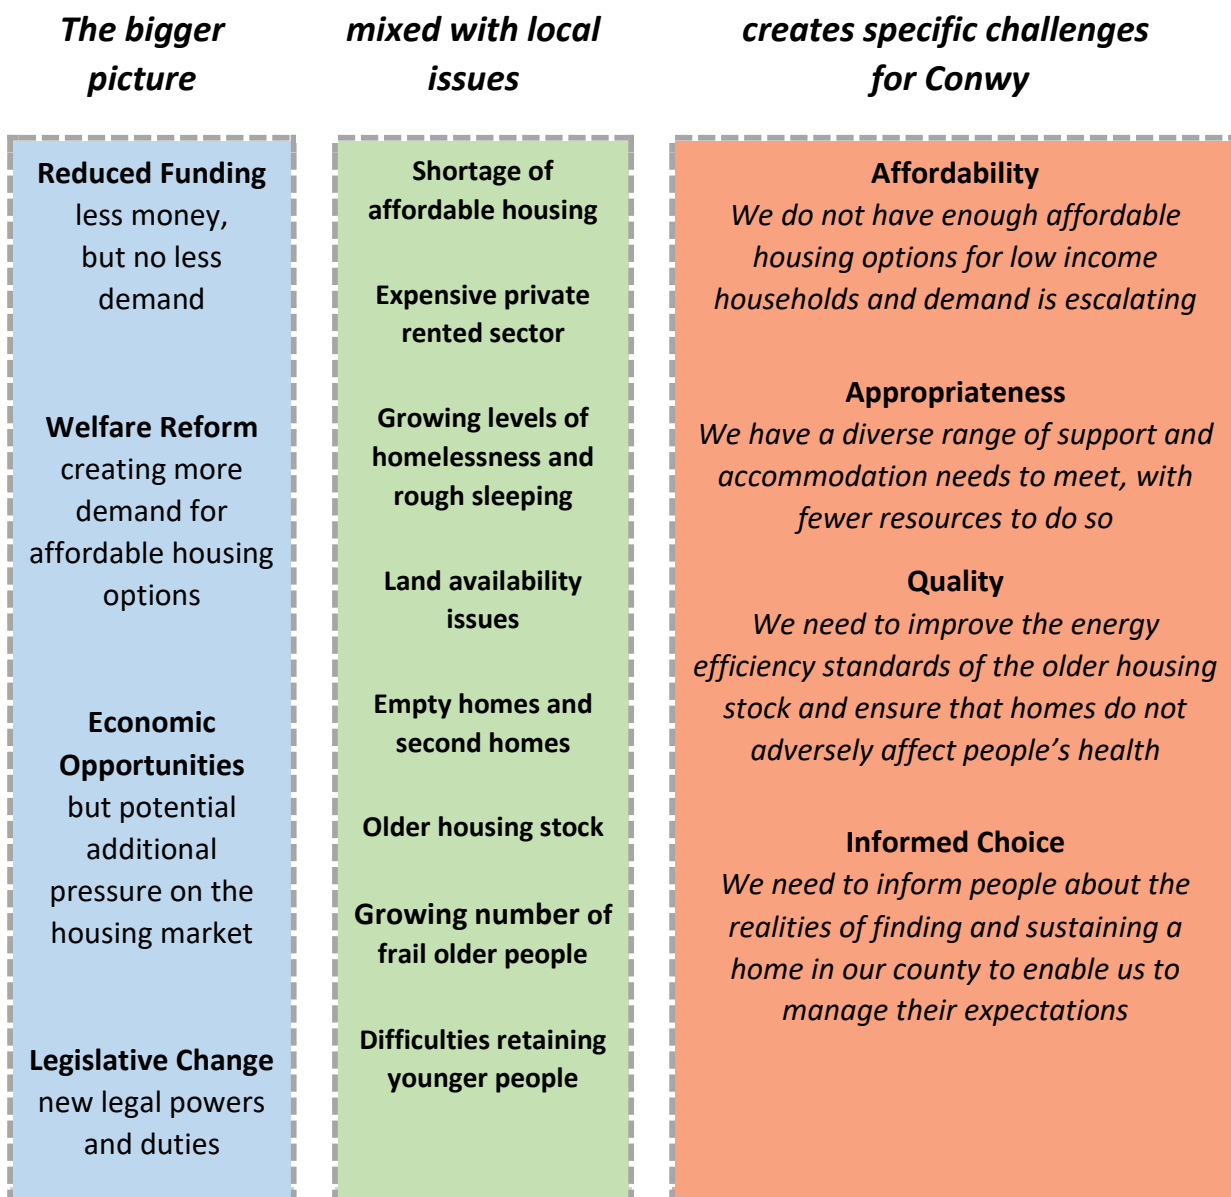 The bigger
picture
mixed with local
issues
creates specific challenges
for Conwy
Reduced Funding
less money,
but no less
demand
Welfare Reform
creating more
demand for
affordable housing
options
Economic
Opportunities
but potential
additional
pressure on the
housing market
Legislative Change
new legal powers
and duties
Shortage of
affordable housing
Expensive private
rented sector
Growing levels of
homelessness and
rough sleeping
Land availability
issues
Empty homes and
second homes
Older housing stock
Growing number of
frail older people
Difficulties retaining
younger people
Affordability
We do not have enough affordable
housing options for low income
households and demand is escalating
Appropriateness
We have a diverse range of support and
accommodation needs to meet, with
fewer resources to do so
Quality
We need to improve the energy
efficiency standards of the older housing
stock and ensure that homes do not
adversely affect people’s health
Informed Choice
We need to inform people about the
realities of finding and sustaining a
home in our county to enable us to
manage their expectations